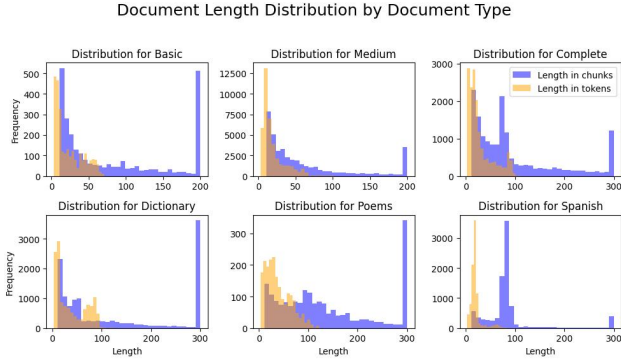 Document Length Distribution by Document Type
Distribution for Basic
Distribution for Medium
Distribution for Complete
Frequency
500
400
300
200
100
0
0 50 100 150 200
12500
10000
7500
5000
2500
0
0 50 100 150 200
3000
2000
1000
0
0 100 200 300
Length in chunks
Length in tokens
Distribution for Dictionary
Distribution for Poems
Distribution for Spanish
Frequency
3000
2000
1000
0
0 100 200 300
Length
300
200
100
0
0 100 200 300
Length
3000
2000
1000
0
0 100 200 300
Length